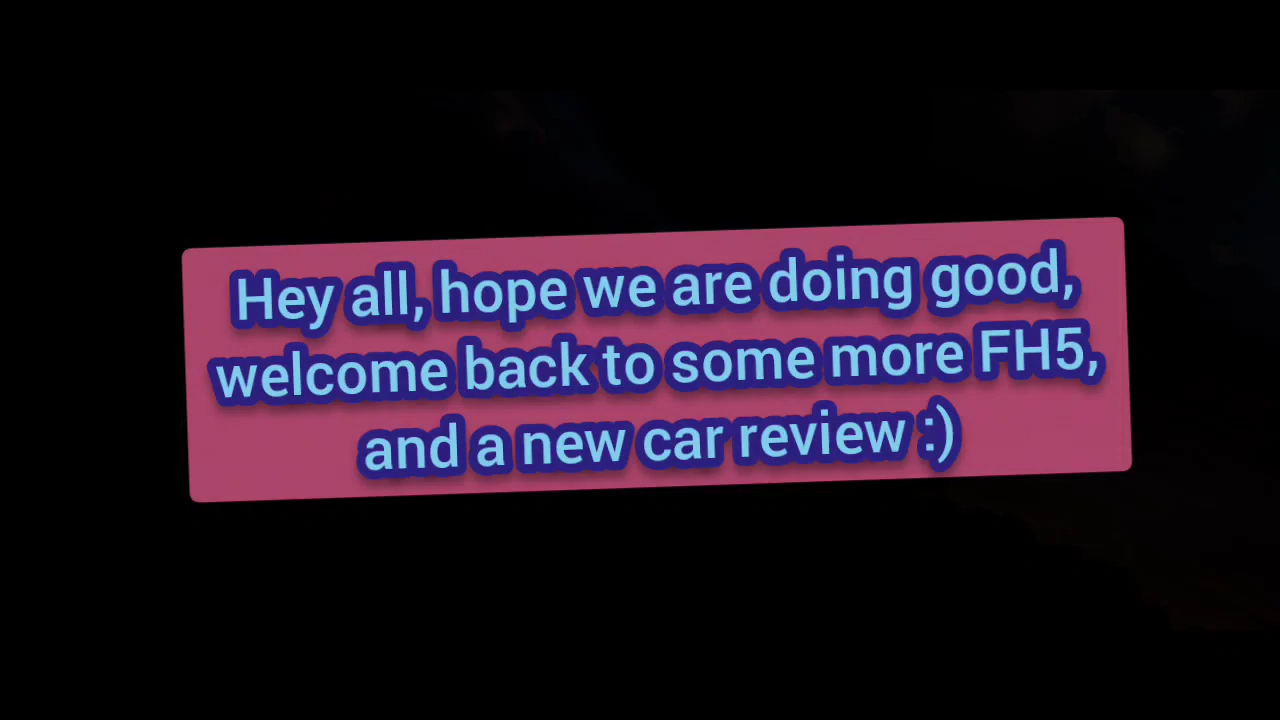 Hey all, hope we are doing good,
welcome back to some more FH5,
and a new car review :)